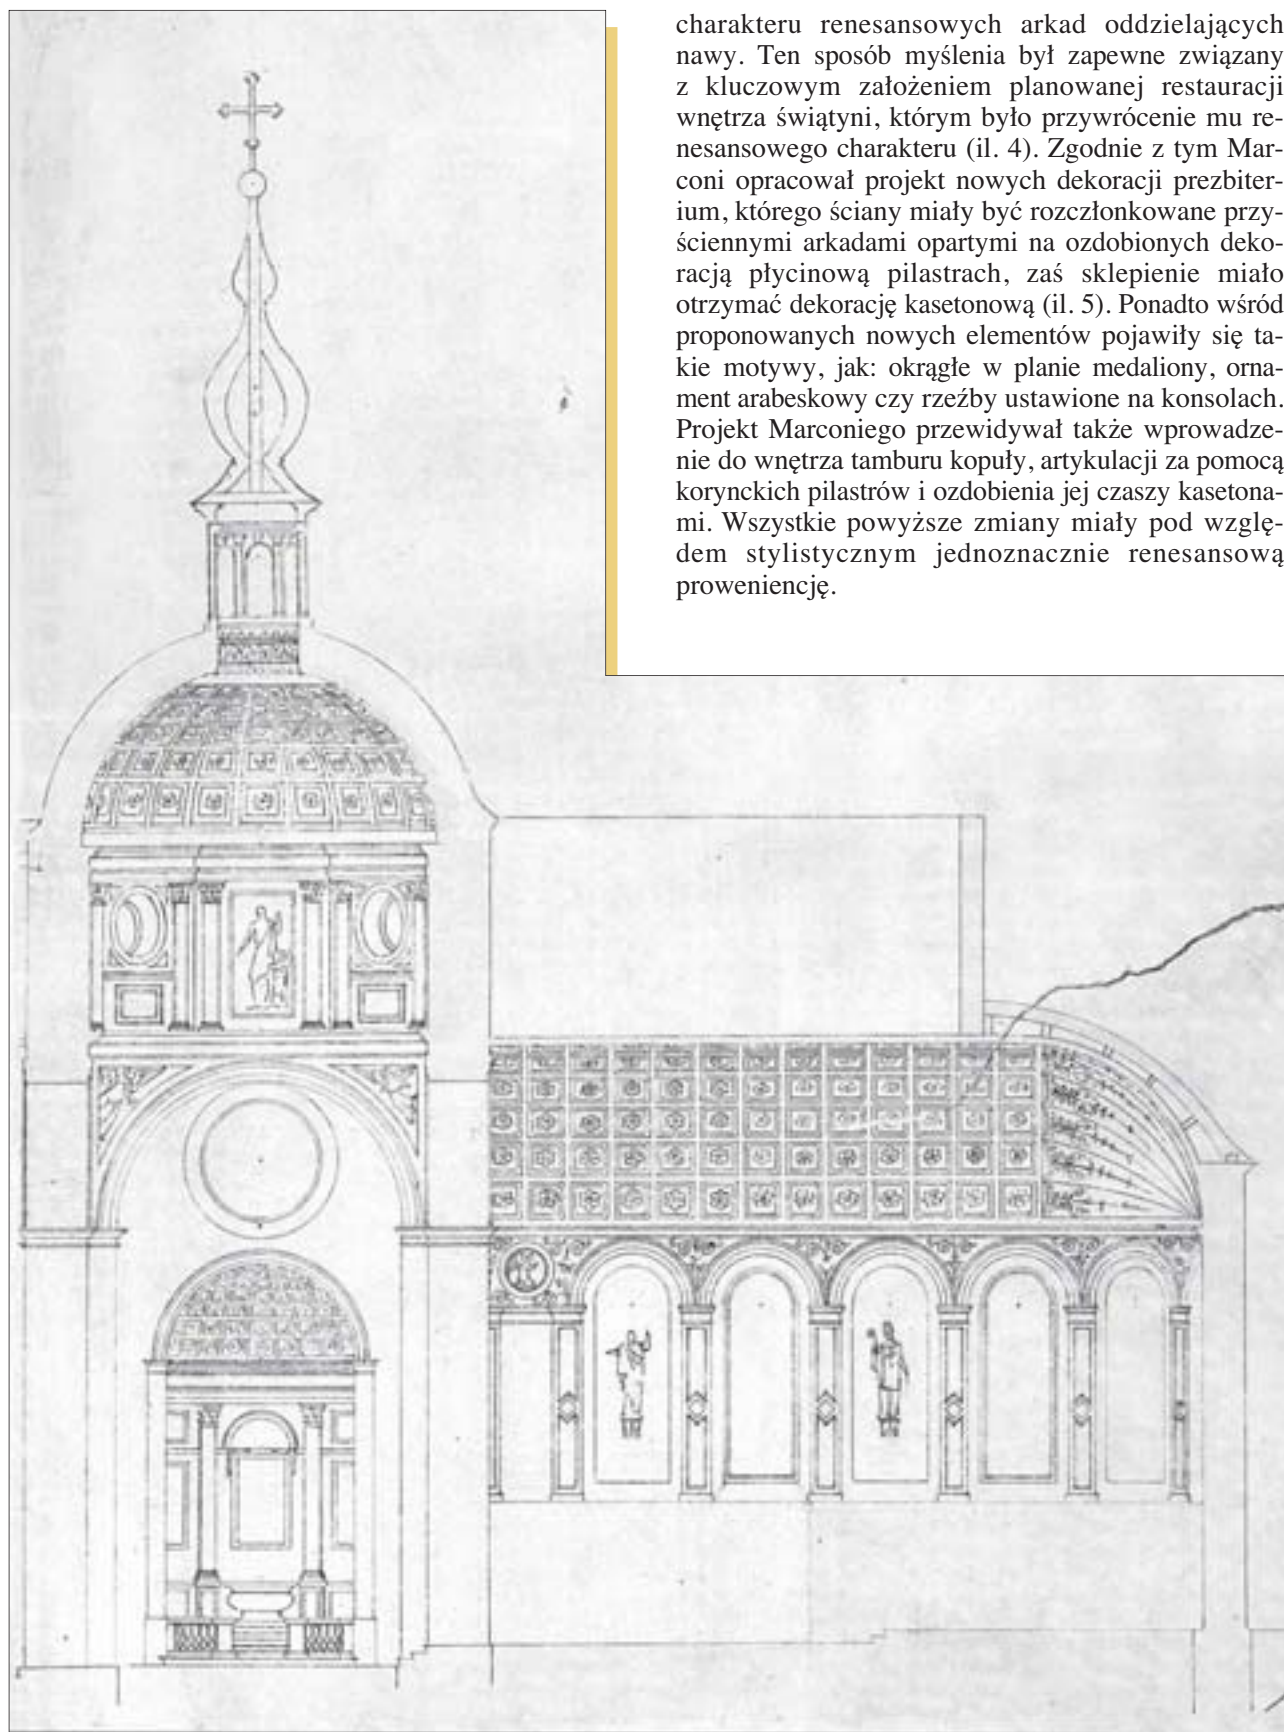 charakteru renesansowych arkad oddzielających
nawy. Ten sposób myślenia był zapewne związany
z kluczowym założeniem planowanej restauracji
wnętrza świątyni, którym było przywrócenie mu re-
nesansowego charakteru (il. 4). Zgodnie z tym Mar-
coni opracował projekt nowych dekoracji prezbiter-
ium, którego ściany miały być rozczłonkowane przy-
ściennymi arkadami opartymi na ozdobionych deko-
racją płycinową pilastrach, zaś sklepienie miało
otrzymać dekorację kasetonową (il. 5). Ponadto wśród
proponowanych nowych elementów pojawiły się ta-
kie motywy, jak: okrągłe w planie medaliony, orna-
ment arabeskowy czy rzeźby ustawione na konsolach.
Projekt Marconiego przewidywał także wprowadze-
nie do wnętrza tamburu kopuły, artykulacji za pomocą
korynckich pilastrów i ozdobienia jej czaszy kasetona-
mi. Wszystkie powyższe zmiany miały pod wzglę-
dem stylistycznym jednoznacznie renesansową
proweniencję.